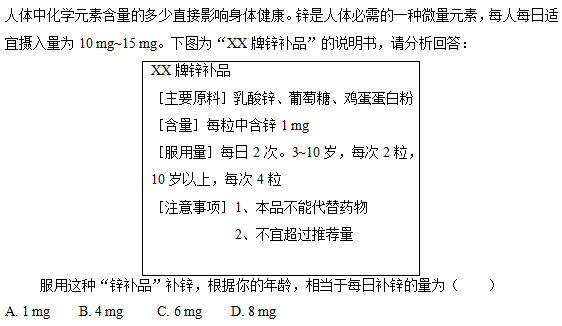 人体中化学元素含量的多少直接影响身体健康。锌是人体必需的一种微量元素，每人每日适
宜摄入量为 10 mg~15 mg。下图为“XX 牌锌补品”的说明书，请分析回答：
XX 牌锌补品
［主要原料］乳酸锌、葡萄糖、鸡蛋蛋白粉
［含量］每粒中含锌 1 mg
［服用量］每日 2 次。3~10 岁，每次 2 粒，
10 岁以上，每次 4 粒
［注意事项］1、本品不能代替药物
2、不宜超过推荐量
服用这种“锌补品”补锌，根据你的年龄，相当于每日补锌的量为（　　）
A. 1 mg　　B. 4 mg　　C. 6 mg　　D. 8 mg